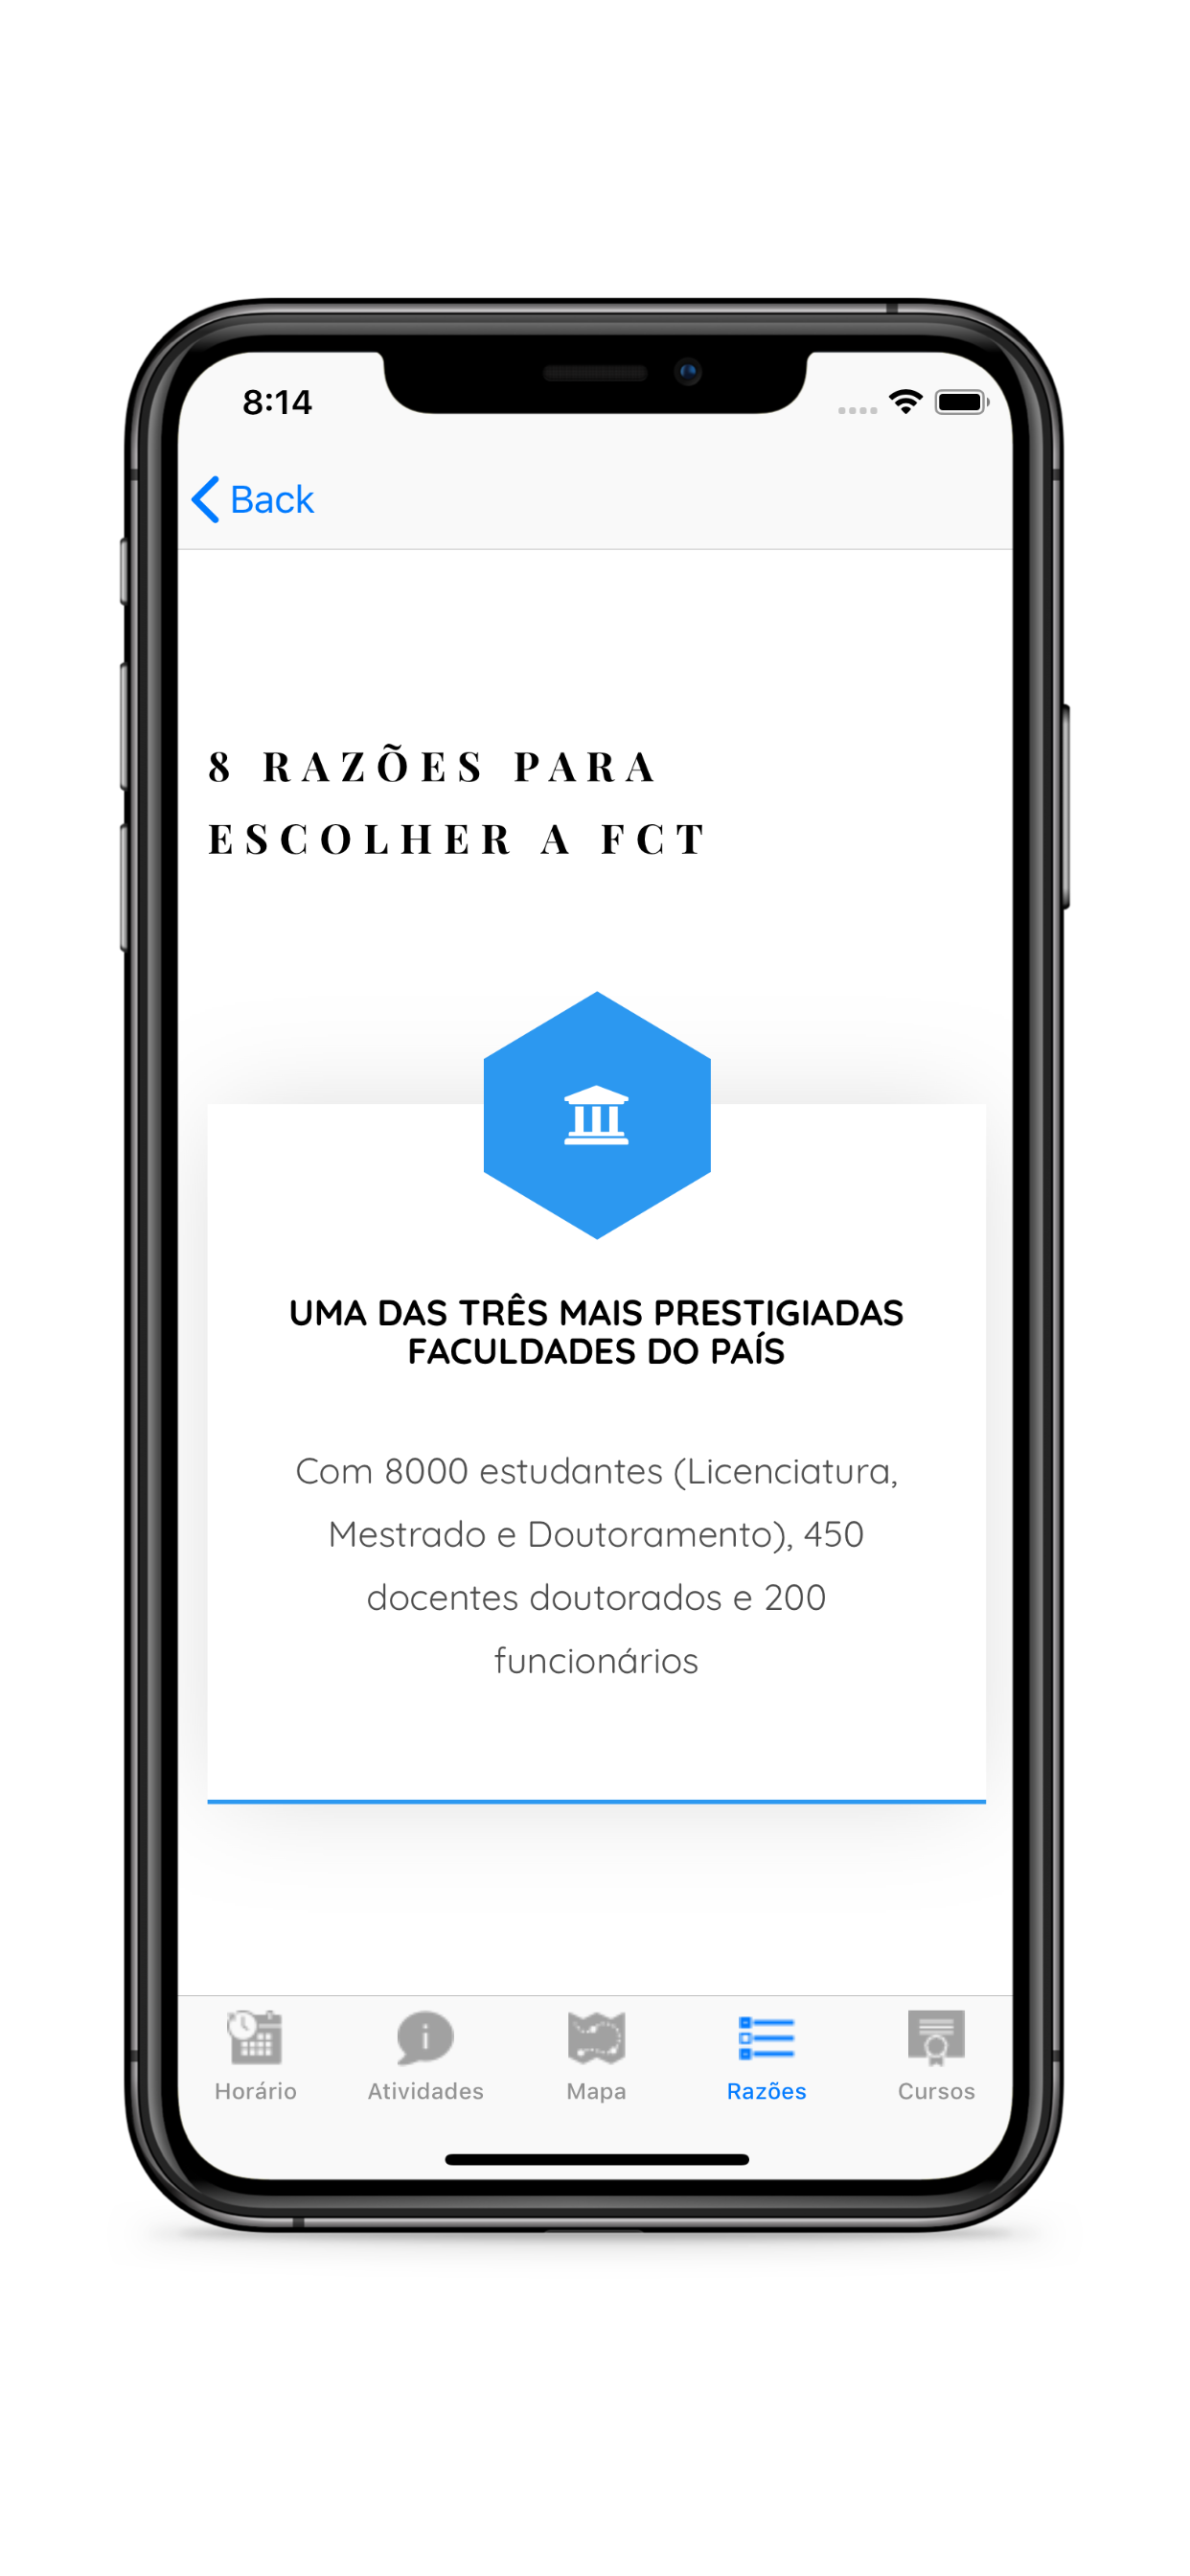 8:14
Back
8 RAZÕES PARA
ESCOLHER A FCT
UMA DAS TRÊS MAIS PRESTIGIADAS
FACULDADES DO PAÍS
Com 8000 estudantes (Licenciatura,
Mestrado e Doutoramento), 450
docentes doutorados e 200
funcionários
Horário
Atividades
Mapa
Razões
Cursos